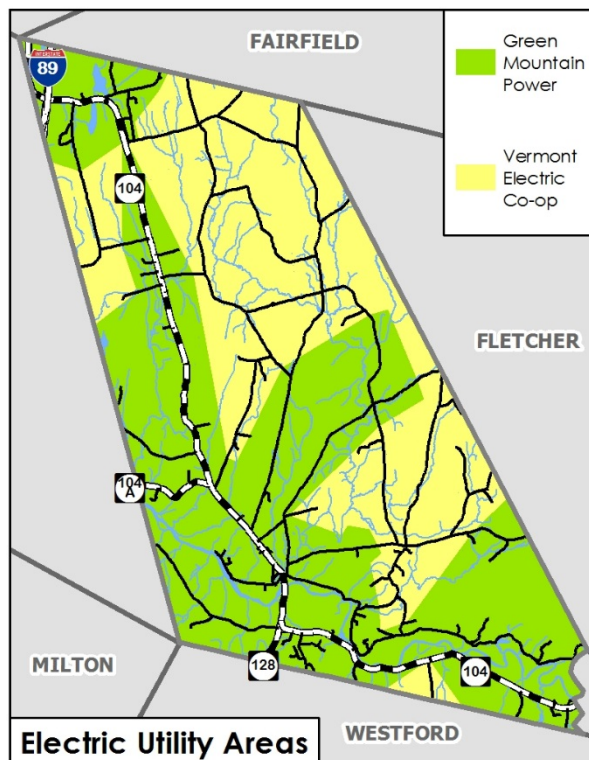 FAIRFIELD
Green
Mountain
Power
INTERSTATE
89
Vermont
Electric
Co-op
104
FLETCHER
104
A
MILTON
128
104
WESTFORD
Electric Utility Areas